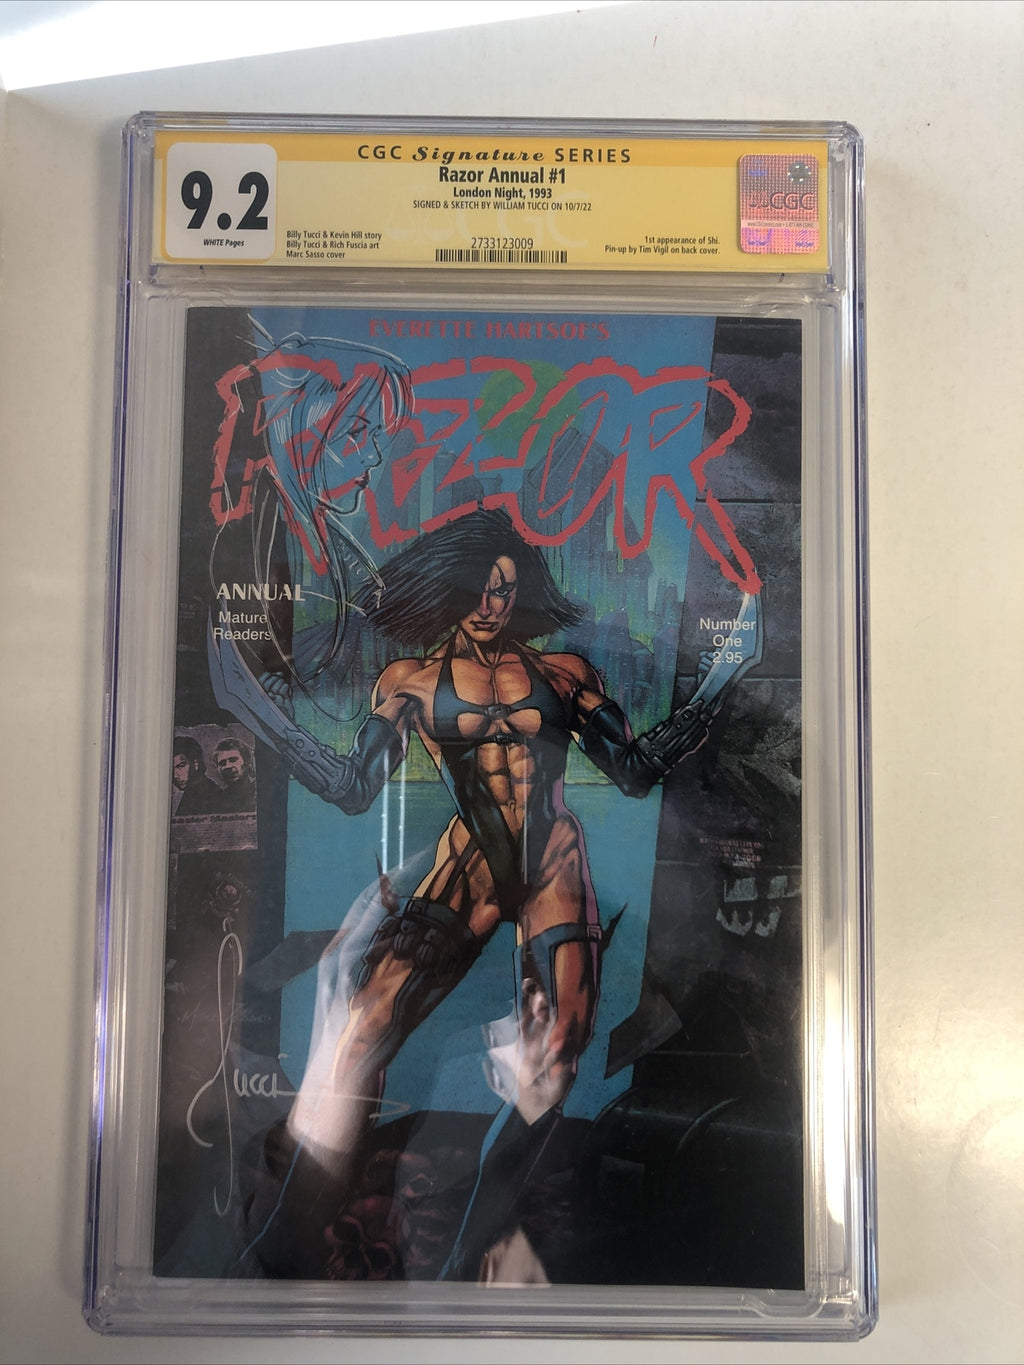 CGC Signature SERIES
Razor Annual #1
London Night, 1993
SIGNED & SKETCH BY WILLIAM TUCCI ON 10/7/22
9.2
WHITE Pages
Billy Tucci & Kevin Hill story
Billy Tucci & Rich Fuscia art
Marc Sasso cover
2733123009
1st appearance of Shi.
Pin-up by Tim Vigil on back cover.
CGC
EVERETTE HARTSOE'S
RAZOR
ANNUAL
Mature
Readers
Number
One
2.95
Tucci